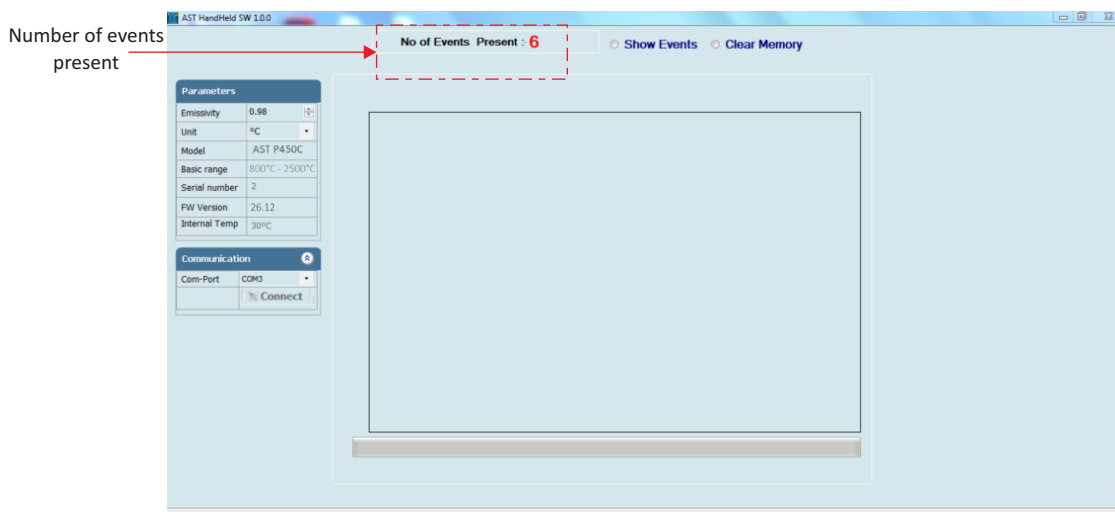 AST HandHeld SW 1.0.0
Number of events
present
No of Events Present :- 6
Show Events
Clear Memory
Parameters
Emissivity 0.98
Unit ºC
Model AST P450C
Basic range 800°C - 2500°C
Serial number 2
FW Version 26.12
Internal Temp 30ºC
Communication
Com-Port COM3
Connect